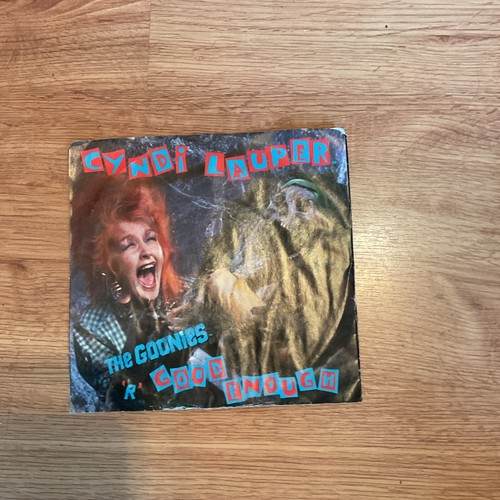 CYNDi LAUPER
THE GOONIES
'R' GOOD
ENOUGH